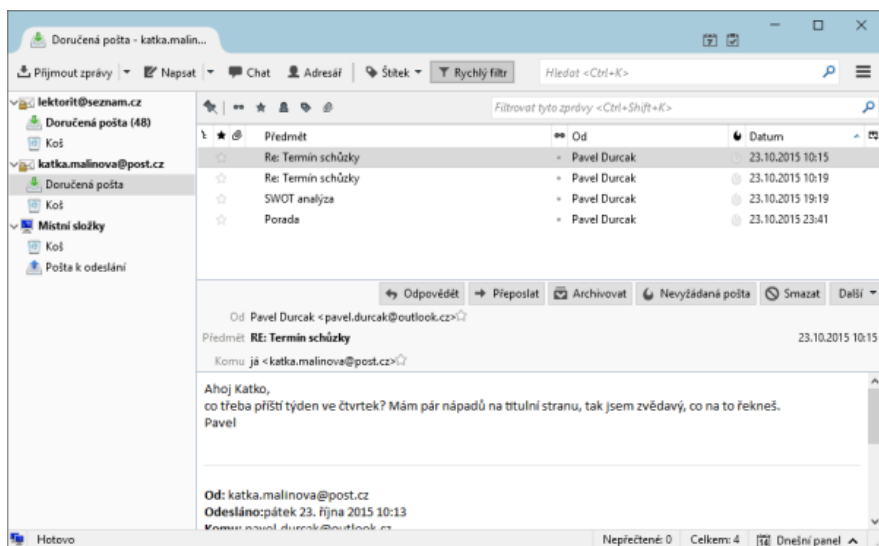 Doručená pošta - katka.malin...
Přijmout zprávy Napsat Chat Adresář Štítek Rychlý filtr Hledat <Ctrl+K>
lektorit@seznam.cz
Doručená pošta (48)
Koš
katka.malinova@post.cz
Doručená pošta
Koš
Místní složky
Koš
Pošta k odeslání
Filtrovat tyto zprávy <Ctrl+Shift+K>
Předmět Od Datum
Re: Termín schůzky Pavel Durcak 23.10.2015 10:15
Re: Termín schůzky Pavel Durcak 23.10.2015 10:19
SWOT analýza Pavel Durcak 23.10.2015 19:19
Porada Pavel Durcak 23.10.2015 23:41
Odpovědět Přeposlat Archivovat Nevyžádaná pošta Smazat Další
Od Pavel Durcak <pavel.durcak@outlook.cz>
Předmět RE: Termín schůzky 23.10.2015 10:15
Komu já <katka.malinova@post.cz>
Ahoj Katko,
co třeba příští týden ve čtvrtek? Mám pár nápadů na titulní stranu, tak jsem zvědavý, co na to řekneš.
Pavel
Od: katka.malinova@post.cz
Odesláno:pátek 23. října 2015 10:13
Komu: pavel.durcak@outlook.cz
Hotovo Nepřečtené: 0 Celkem: 4 14 Dnešní panel